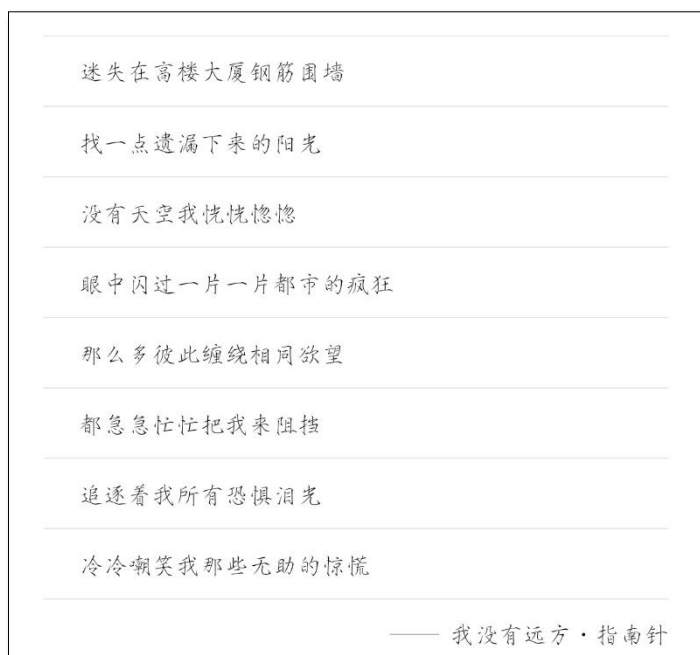 迷失在高楼大厦钢筋围墙
找一点遗漏下来的阳光
没有天空我恍恍惚惚
眼中闪过一片一片都市的疯狂
那么多彼此缠绕相同欲望
都急急忙忙把我来阻挡
追逐着我所有恐惧泪光
冷冷嘲笑我那些无助的惊慌
—— 我没有远方·指南针